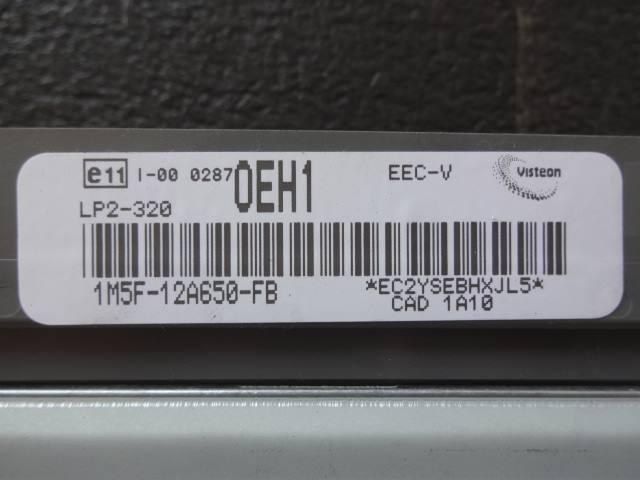 e11 I-00 0287 0EH1 EEC-V Visteon
LP2-320
1M5F-12A650-FB *EC2YSEBHXJL5*
CAD 1A10